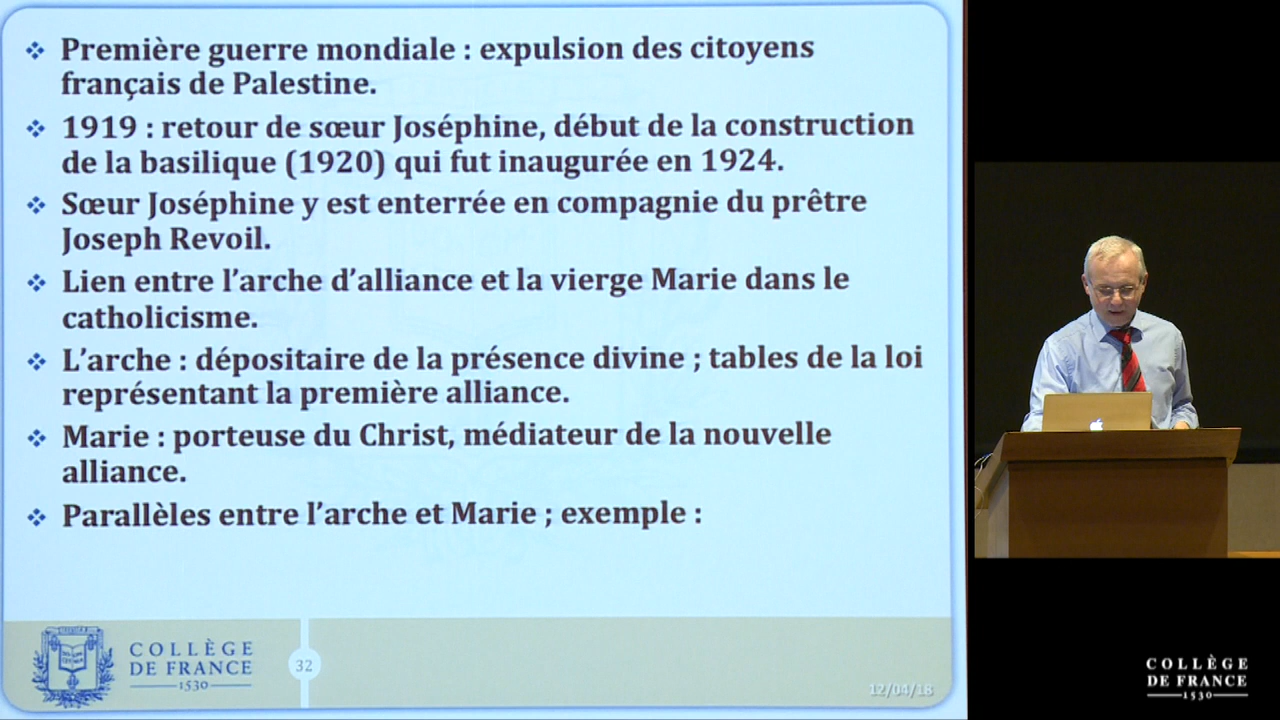 Première guerre mondiale : expulsion des citoyens
français de Palestine.
1919 : retour de sœur Joséphine, début de la construction
de la basilique (1920) qui fut inaugurée en 1924.
Sœur Joséphine y est enterrée en compagnie du prêtre
Joseph Revoil.
Lien entre l’arche d’alliance et la vierge Marie dans le
catholicisme.
L’arche : dépositaire de la présence divine ; tables de la loi
représentant la première alliance.
Marie : porteuse du Christ, médiateur de la nouvelle
alliance.
Parallèles entre l’arche et Marie ; exemple :
COLLÈGE
DE FRANCE
1530
32
12/04/18
COLLÈGE
DE FRANCE
1530